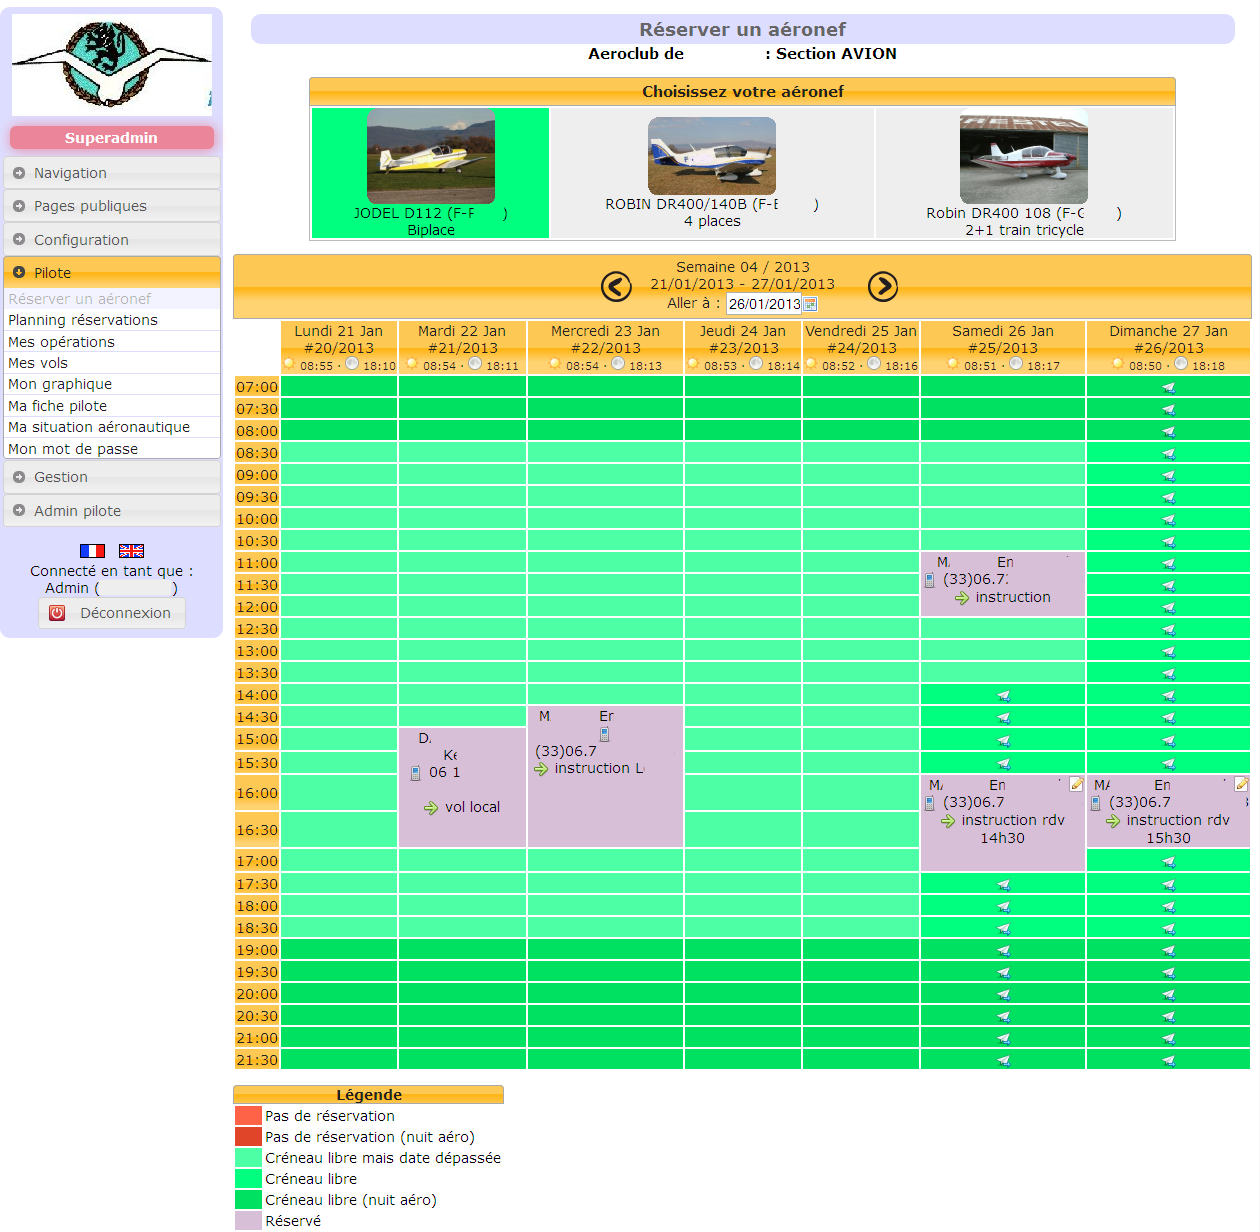 Superadmin
Navigation
Pages publiques
Configuration
Pilote
Réserver un aéronef
Planning réservations
Mes opérations
Mes vols
Mon graphique
Ma fiche pilote
Ma situation aéronautique
Mon mot de passe
Gestion
Admin pilote
Connecté en tant que :
Admin ( )
Déconnexion
Réserver un aéronef
Aeroclub de : Section AVION
Choisissez votre aéronef
JODEL D112 (F-F )
Biplace
ROBIN DR400/140B (F-E )
4 places
Robin DR400 108 (F-G )
2+1 train tricycle
Semaine 04 / 2013
21/01/2013 - 27/01/2013
Aller à : 26/01/2013
Lundi 21 Jan Mardi 22 Jan Mercredi 23 Jan Jeudi 24 Jan Vendredi 25 Jan Samedi 26 Jan Dimanche 27 Jan
#20/2013 #21/2013 #22/2013 #23/2013 #24/2013 #25/2013 #26/2013
08:55 · 18:10 08:54 · 18:11 08:54 · 18:13 08:53 · 18:14 08:52 · 18:16 08:51 · 18:17 08:50 · 18:18
07:00
07:30
08:00
08:30
09:00
09:30
10:00
10:30
11:00 M En
11:30 (33)06.7
12:00 instruction
12:30
13:00
13:30
14:00
14:30 M Er
15:00 D.
(33)06.7
15:30 Ke
06 1 instruction L
16:00 MA En MA En
(33)06.7 (33)06.7
vol local
16:30 instruction rdv instruction rdv
14h30 15h30
17:00
17:30
18:00
18:30
19:00
19:30
20:00
20:30
21:00
21:30
Légende
Pas de réservation
Pas de réservation (nuit aéro)
Créneau libre mais date dépassée
Créneau libre
Créneau libre (nuit aéro)
Réservé